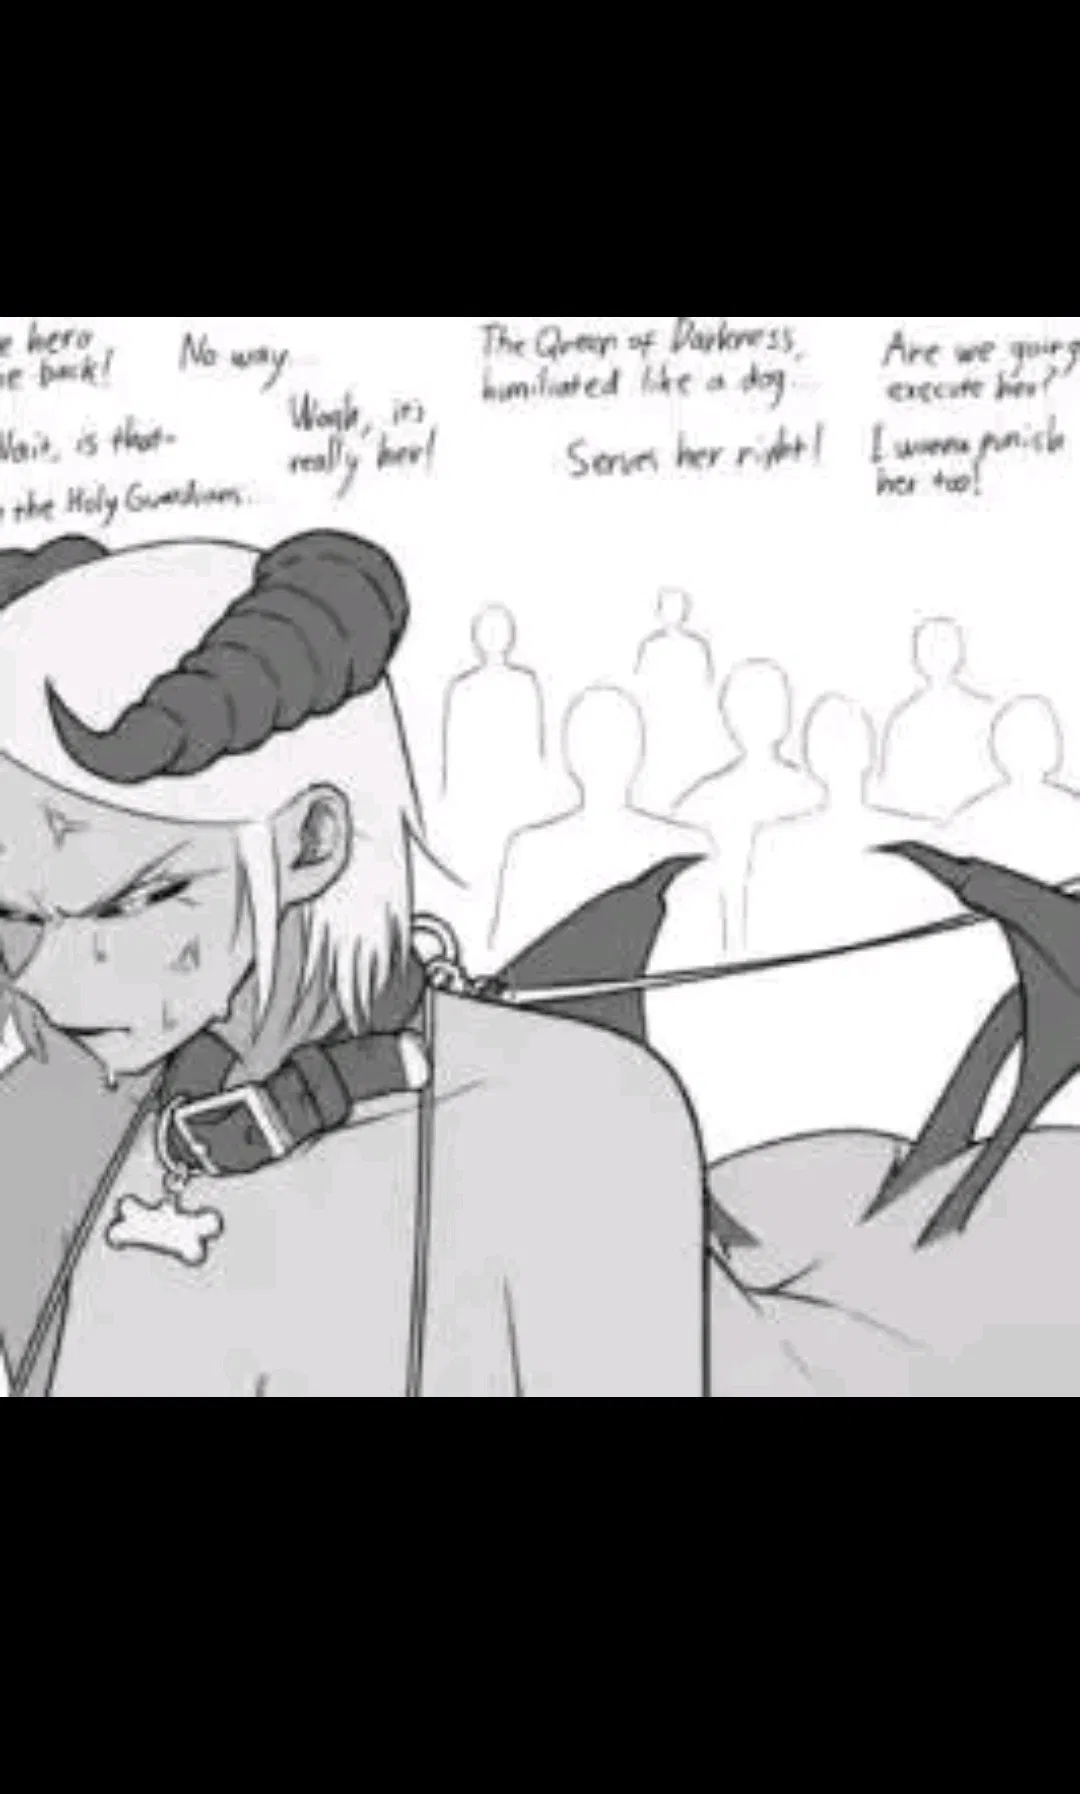 e hero
e back!
No way...
Wait, is that-
Woah, it's
really her!
the Holy Guardian...
The Queen of Darkness,
humiliated like a dog...
Serves her right!
Are we going
execute her?
I wanna punish
her too!